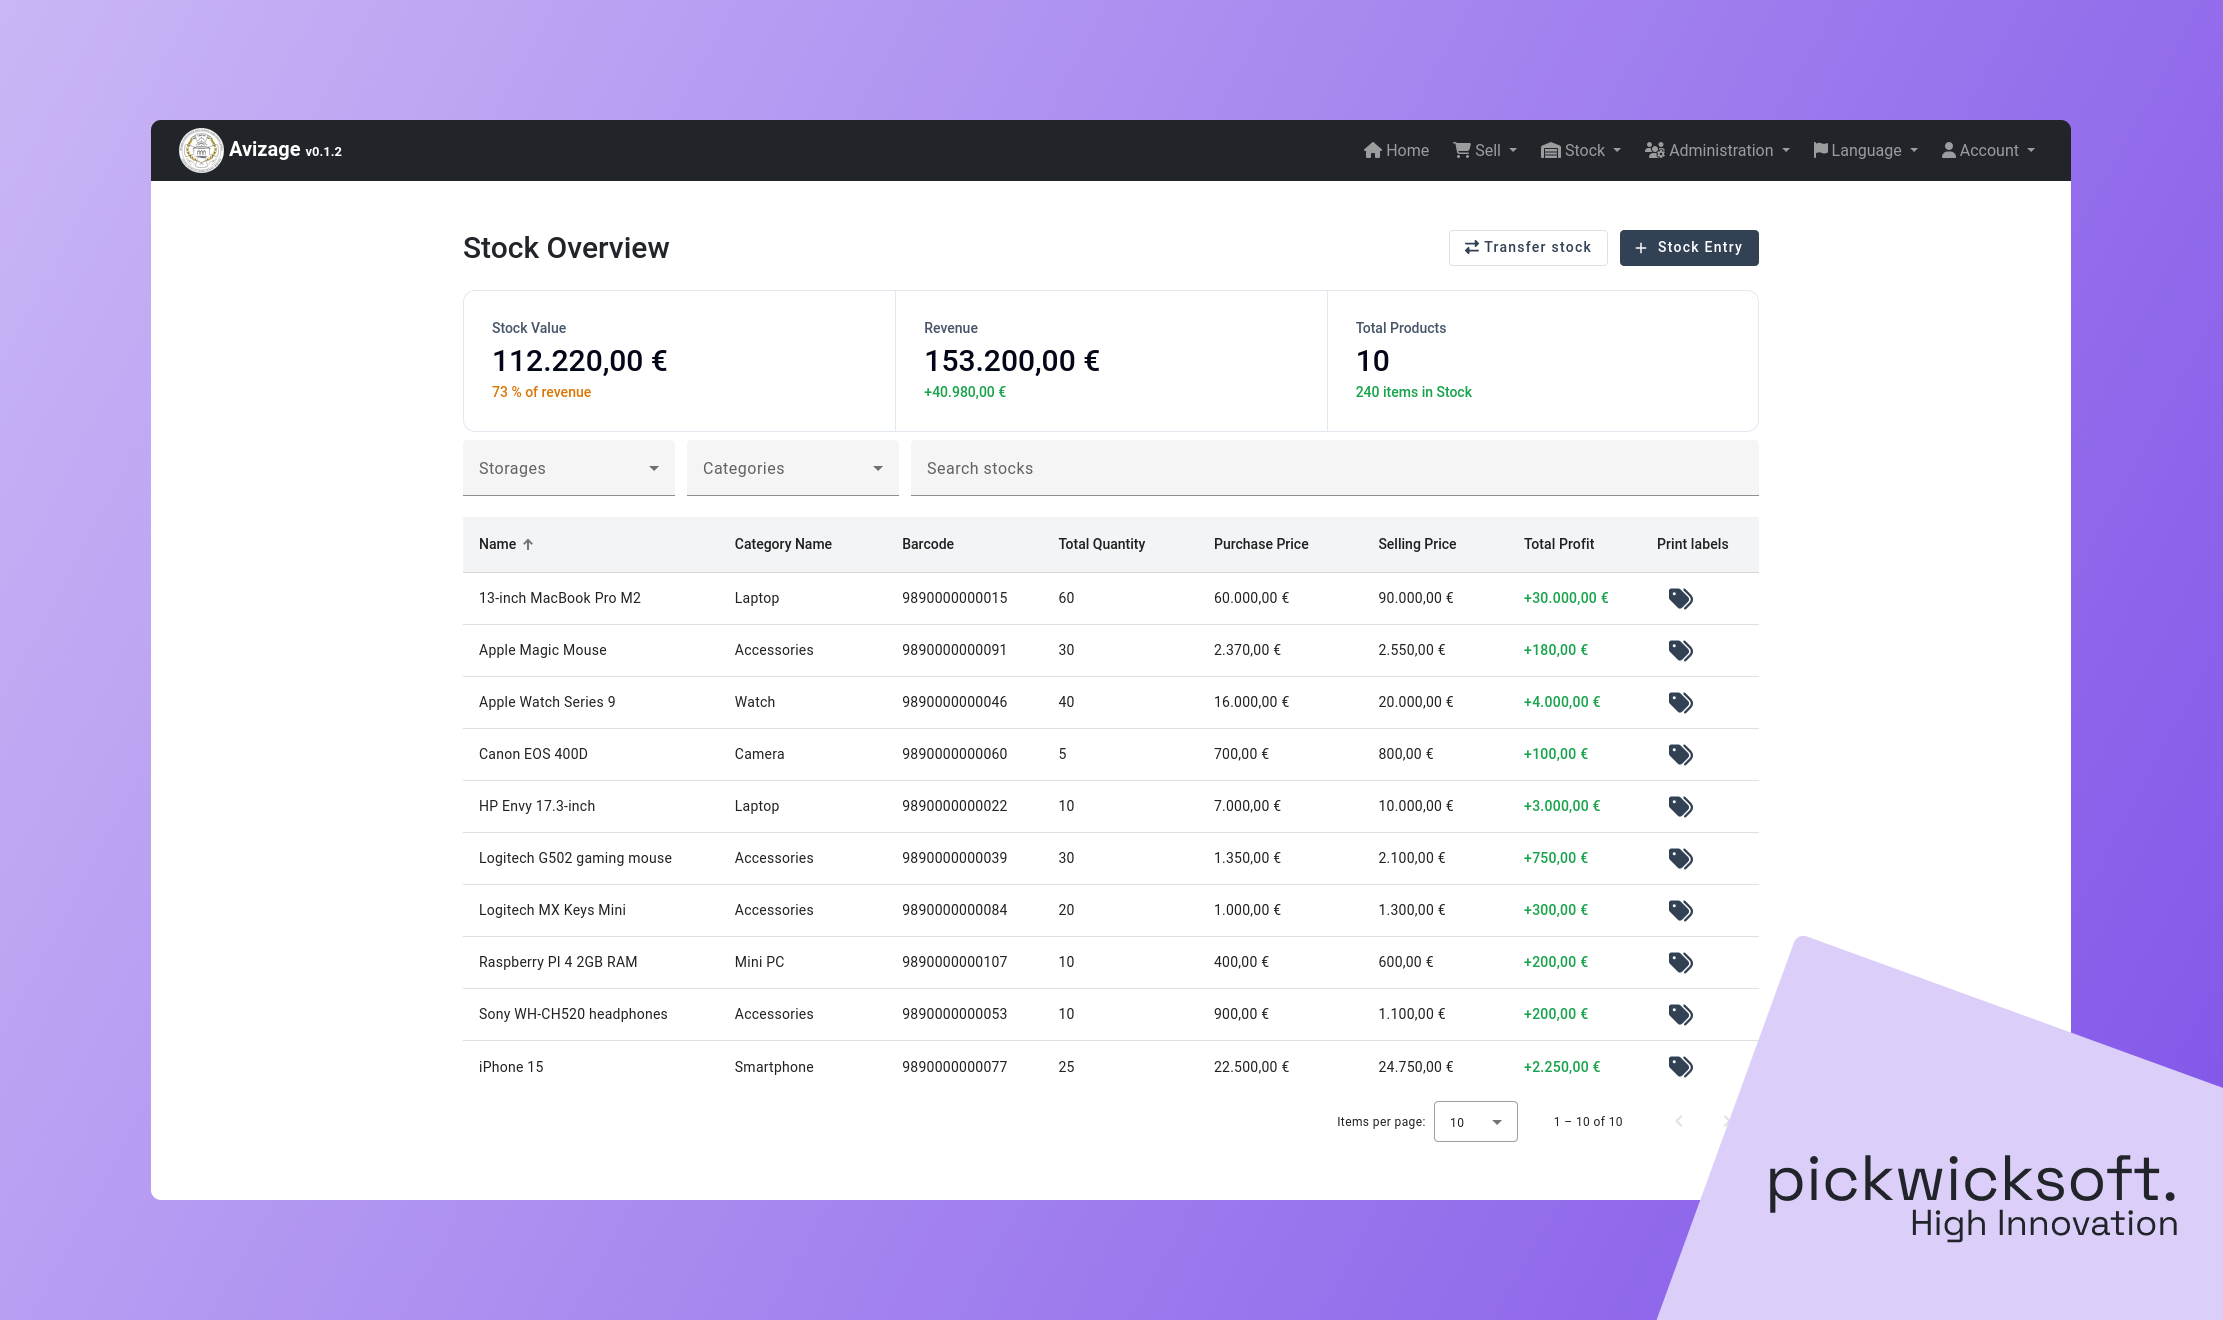 Avizage v0.1.2 Home Sell Stock Administration Language Account
Stock Overview Transfer stock + Stock Entry
Stock Value Revenue Total Products
112.220,00 € 153.200,00 € 10
73 % of revenue +40.980,00 € 240 items in Stock
Storages Categories Search stocks
Name Category Name Barcode Total Quantity Purchase Price Selling Price Total Profit Print labels
13-inch MacBook Pro M2 Laptop 9890000000015 60 60.000,00 € 90.000,00 € +30.000,00 €
Apple Magic Mouse Accessories 9890000000091 30 2.370,00 € 2.550,00 € +180,00 €
Apple Watch Series 9 Watch 9890000000046 40 16.000,00 € 20.000,00 € +4.000,00 €
Canon EOS 400D Camera 9890000000060 5 700,00 € 800,00 € +100,00 €
HP Envy 17.3-inch Laptop 9890000000022 10 7.000,00 € 10.000,00 € +3.000,00 €
Logitech G502 gaming mouse Accessories 9890000000039 30 1.350,00 € 2.100,00 € +750,00 €
Logitech MX Keys Mini Accessories 9890000000084 20 1.000,00 € 1.300,00 € +300,00 €
Raspberry PI 4 2GB RAM Mini PC 9890000000107 10 400,00 € 600,00 € +200,00 €
Sony WH-CH520 headphones Accessories 9890000000053 10 900,00 € 1.100,00 € +200,00 €
iPhone 15 Smartphone 9890000000077 25 22.500,00 € 24.750,00 € +2.250,00 €
Items per page: 10 1 – 10 of 10
pickwicksoft.
High Innovation